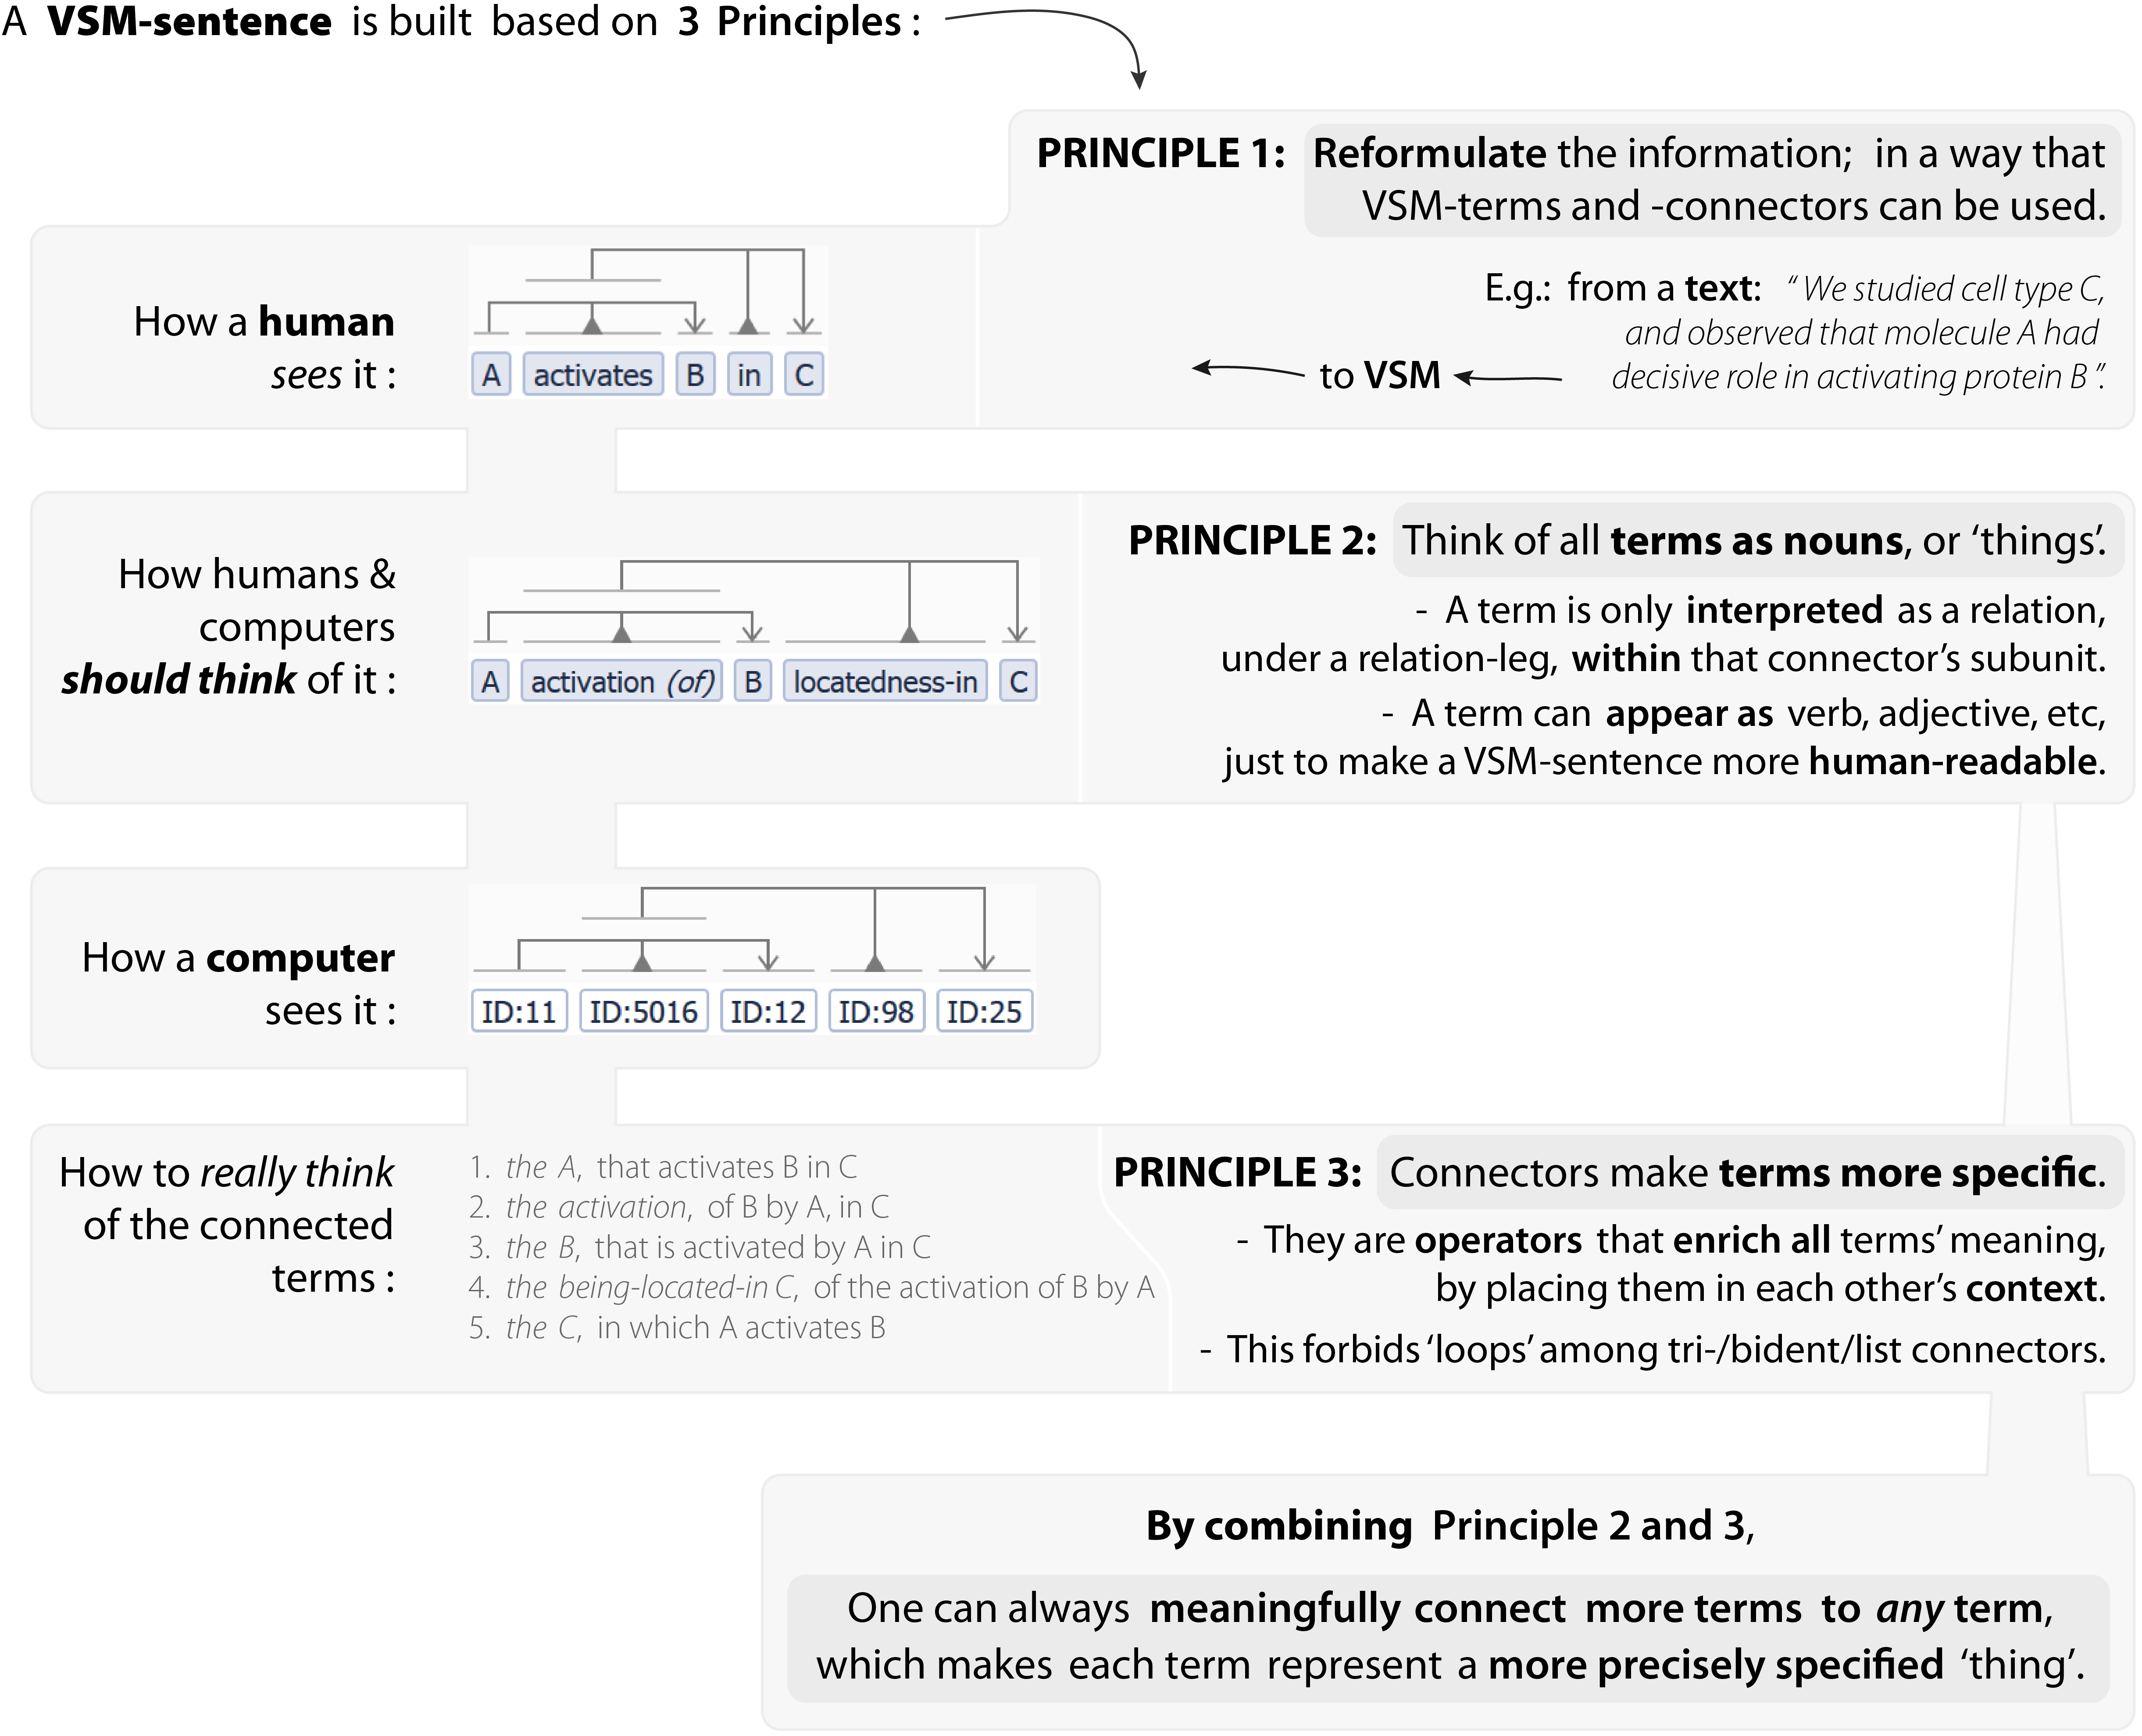 A VSM-sentence is built based on 3 Principles :
PRINCIPLE 1: Reformulate the information; in a way that
VSM-terms and -connectors can be used.
How a human
sees it :
A activates B in C
E.g.: from a text: “ We studied cell type C,
and observed that molecule A had
decisive role in activating protein B ”.
to VSM
How humans &
computers
should think of it :
A activation (of) B locatedness-in C
PRINCIPLE 2: Think of all terms as nouns, or ‘things’.
- A term is only interpreted as a relation,
under a relation-leg, within that connector’s subunit.
- A term can appear as verb, adjective, etc,
just to make a VSM-sentence more human-readable.
How a computer
sees it :
ID:11 ID:5016 ID:12 ID:98 ID:25
How to really think
of the connected
terms :
1. the A, that activates B in C
2. the activation, of B by A, in C
3. the B, that is activated by A in C
4. the being-located-in C, of the activation of B by A
5. the C, in which A activates B
PRINCIPLE 3: Connectors make terms more specific.
- They are operators that enrich all terms’ meaning,
by placing them in each other’s context.
- This forbids ‘loops’ among tri-/bident/list connectors.
By combining Principle 2 and 3,
One can always meaningfully connect more terms to any term,
which makes each term represent a more precisely specified ‘thing’.